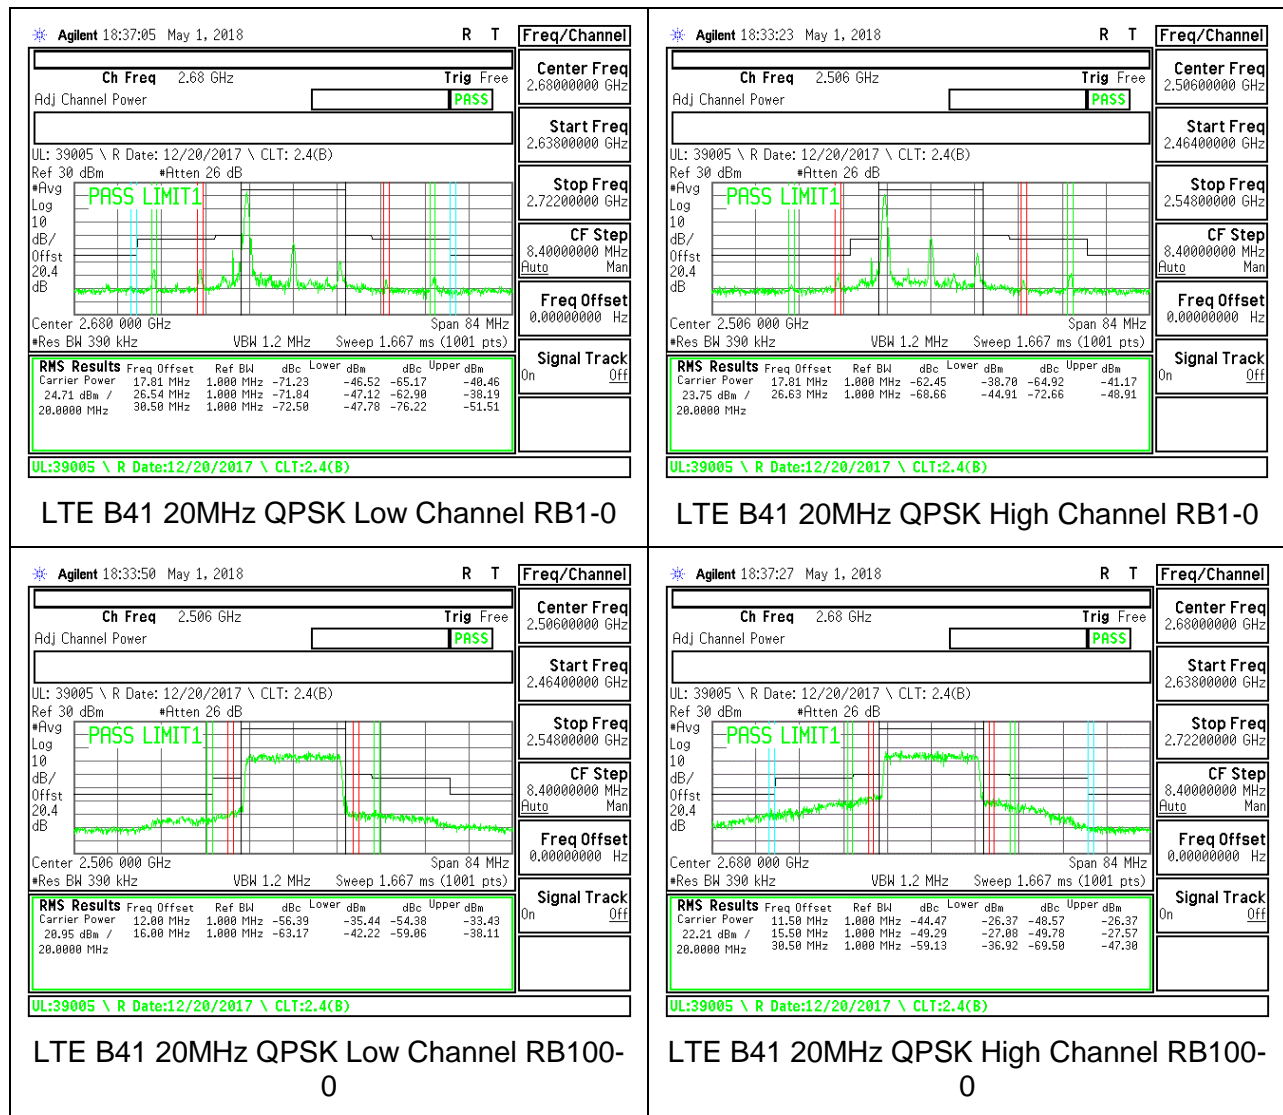 Agilent 18:37:05 May 1, 2018 R T
Freq/Channel
Ch Freq 2.68 GHz Trig Free
Adj Channel Power PASS
UL: 39005 \ R Date: 12/20/2017 \ CLT: 2.4(B)
Ref 30 dBm #Atten 26 dB
#Avg
Log
10
dB/
Offst
20.4
dB
PASS LIMIT1
Center 2.680 000 GHz Span 84 MHz
#Res BW 390 kHz VBW 1.2 MHz Sweep 1.667 ms (1001 pts)
RMS Results Freq Offset Ref BW dBc Lower dBm dBc Upper dBm
Carrier Power 17.81 MHz 1.000 MHz -71.23 -46.52 -65.17 -40.46
24.71 dBm / 26.54 MHz 1.000 MHz -71.84 -47.12 -62.90 -38.19
20.0000 MHz 30.50 MHz 1.000 MHz -72.50 -47.78 -76.22 -51.51
UL:39005 \ R Date:12/20/2017 \ CLT:2.4(B)
Center Freq
2.68000000 GHz
Start Freq
2.63800000 GHz
Stop Freq
2.72200000 GHz
CF Step
8.40000000 MHz
Auto Man
Freq Offset
0.00000000 Hz
Signal Track
On Off
LTE B41 20MHz QPSK Low Channel RB1-0
Agilent 18:33:23 May 1, 2018 R T
Freq/Channel
Ch Freq 2.506 GHz Trig Free
Adj Channel Power PASS
UL: 39005 \ R Date: 12/20/2017 \ CLT: 2.4(B)
Ref 30 dBm #Atten 26 dB
#Avg
Log
10
dB/
Offst
20.4
dB
PASS LIMIT1
Center 2.506 000 GHz Span 84 MHz
#Res BW 390 kHz VBW 1.2 MHz Sweep 1.667 ms (1001 pts)
RMS Results Freq Offset Ref BW dBc Lower dBm dBc Upper dBm
Carrier Power 17.81 MHz 1.000 MHz -62.45 -38.70 -64.92 -41.17
23.75 dBm / 26.63 MHz 1.000 MHz -68.66 -44.91 -72.66 -48.91
20.0000 MHz
UL:39005 \ R Date:12/20/2017 \ CLT:2.4(B)
Center Freq
2.50600000 GHz
Start Freq
2.46400000 GHz
Stop Freq
2.54800000 GHz
CF Step
8.40000000 MHz
Auto Man
Freq Offset
0.00000000 Hz
Signal Track
On Off
LTE B41 20MHz QPSK High Channel RB1-0
Agilent 18:33:50 May 1, 2018 R T
Freq/Channel
Ch Freq 2.506 GHz Trig Free
Adj Channel Power PASS
UL: 39005 \ R Date: 12/20/2017 \ CLT: 2.4(B)
Ref 30 dBm #Atten 26 dB
#Avg
Log
10
dB/
Offst
20.4
dB
PASS LIMIT1
Center 2.506 000 GHz Span 84 MHz
#Res BW 390 kHz VBW 1.2 MHz Sweep 1.667 ms (1001 pts)
RMS Results Freq Offset Ref BW dBc Lower dBm dBc Upper dBm
Carrier Power 12.00 MHz 1.000 MHz -56.39 -35.44 -54.38 -33.43
20.95 dBm / 16.00 MHz 1.000 MHz -63.17 -42.22 -59.06 -38.11
20.0000 MHz
UL:39005 \ R Date:12/20/2017 \ CLT:2.4(B)
Center Freq
2.50600000 GHz
Start Freq
2.46400000 GHz
Stop Freq
2.54800000 GHz
CF Step
8.40000000 MHz
Auto Man
Freq Offset
0.00000000 Hz
Signal Track
On Off
LTE B41 20MHz QPSK Low Channel RB100-
0
Agilent 18:37:27 May 1, 2018 R T
Freq/Channel
Ch Freq 2.68 GHz Trig Free
Adj Channel Power PASS
UL: 39005 \ R Date: 12/20/2017 \ CLT: 2.4(B)
Ref 30 dBm #Atten 26 dB
#Avg
Log
10
dB/
Offst
20.4
dB
PASS LIMIT1
Center 2.680 000 GHz Span 84 MHz
#Res BW 390 kHz VBW 1.2 MHz Sweep 1.667 ms (1001 pts)
RMS Results Freq Offset Ref BW dBc Lower dBm dBc Upper dBm
Carrier Power 11.50 MHz 1.000 MHz -44.47 -26.37 -48.57 -26.37
22.21 dBm / 15.50 MHz 1.000 MHz -49.29 -27.08 -49.78 -27.57
20.0000 MHz 30.50 MHz 1.000 MHz -59.13 -36.92 -69.50 -47.30
UL:39005 \ R Date:12/20/2017 \ CLT:2.4(B)
Center Freq
2.68000000 GHz
Start Freq
2.63800000 GHz
Stop Freq
2.72200000 GHz
CF Step
8.40000000 MHz
Auto Man
Freq Offset
0.00000000 Hz
Signal Track
On Off
LTE B41 20MHz QPSK High Channel RB100-
0